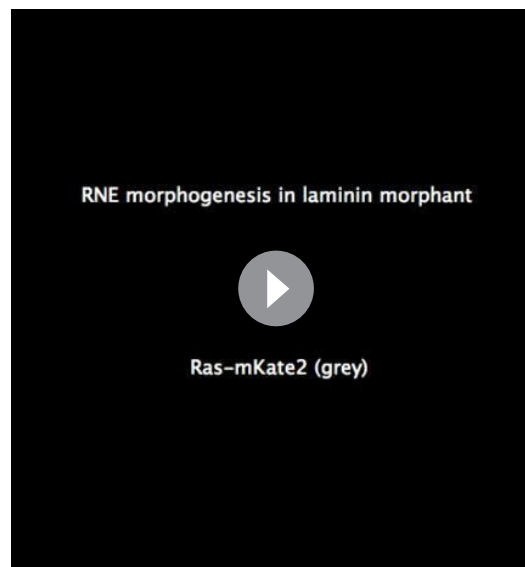 RNE morphogenesis in laminin morphant
Ras–mKate2 (grey)